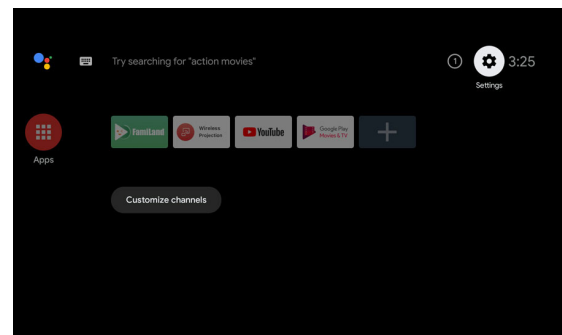 Try searching for "action movies"
1
3:25
Settings
Apps
FamiLand
Wireless
Projection
YouTube
Google Play
Movies & TV
Customize channels